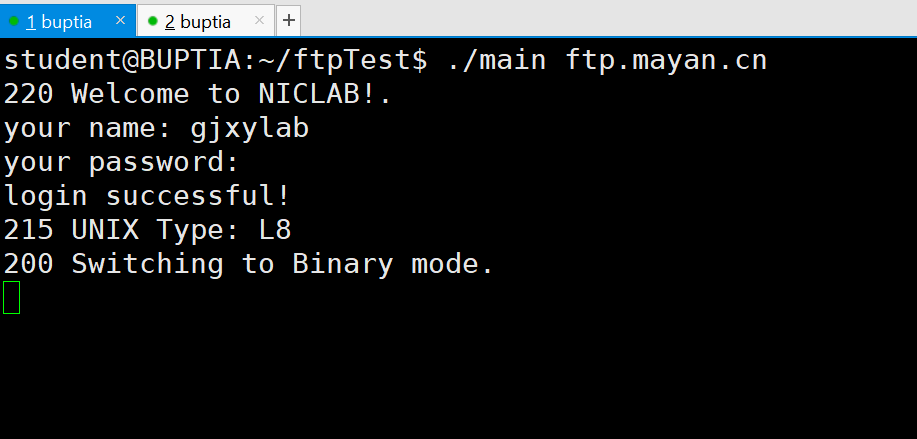 1 buptia × 2 buptia × +
student@BUPTIA:~/ftpTest$ ./main ftp.mayan.cn
220 Welcome to NICLAB!.
your name: gjxylab
your password:
login successful!
215 UNIX Type: L8
200 Switching to Binary mode.